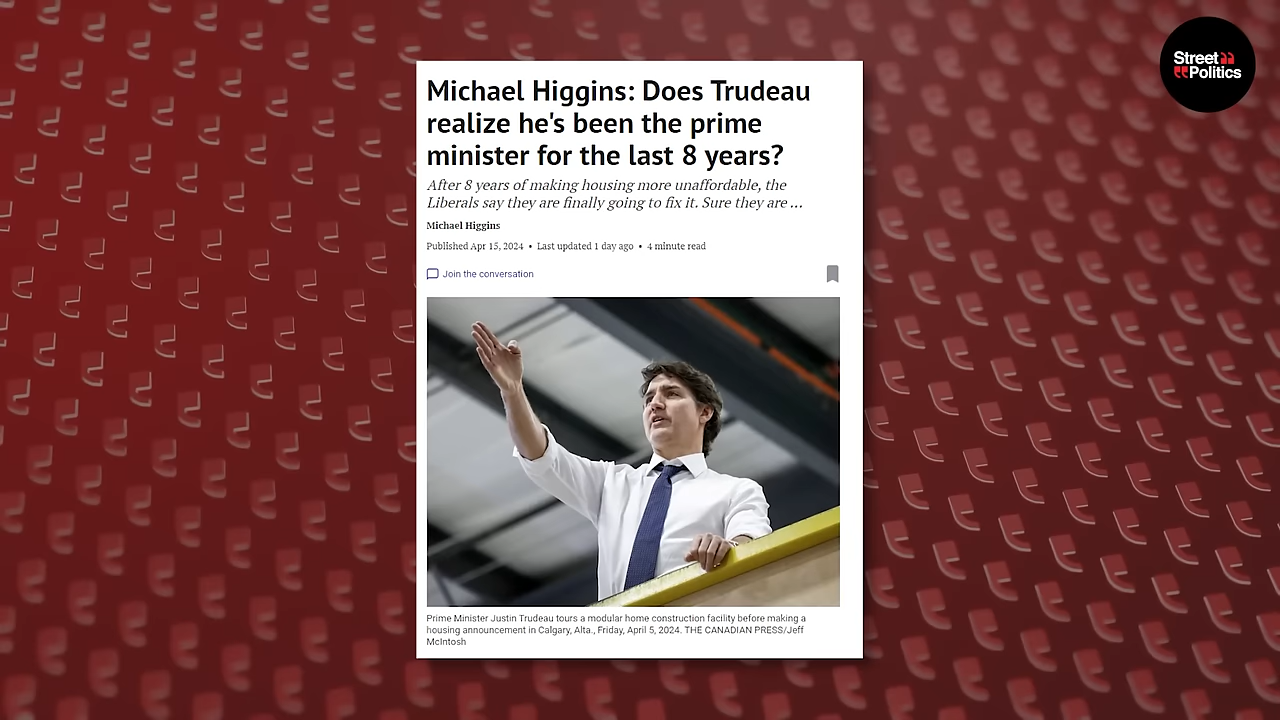 Street
Politics
Michael Higgins: Does Trudeau
realize he's been the prime
minister for the last 8 years?
After 8 years of making housing more unaffordable, the
Liberals say they are finally going to fix it. Sure they are ...
Michael Higgins
Published Apr 15, 2024 • Last updated 1 day ago • 4 minute read
Join the conversation
Prime Minister Justin Trudeau tours a modular home construction facility before making a
housing announcement in Calgary, Alta., Friday, April 5, 2024. THE CANADIAN PRESS/Jeff
McIntosh